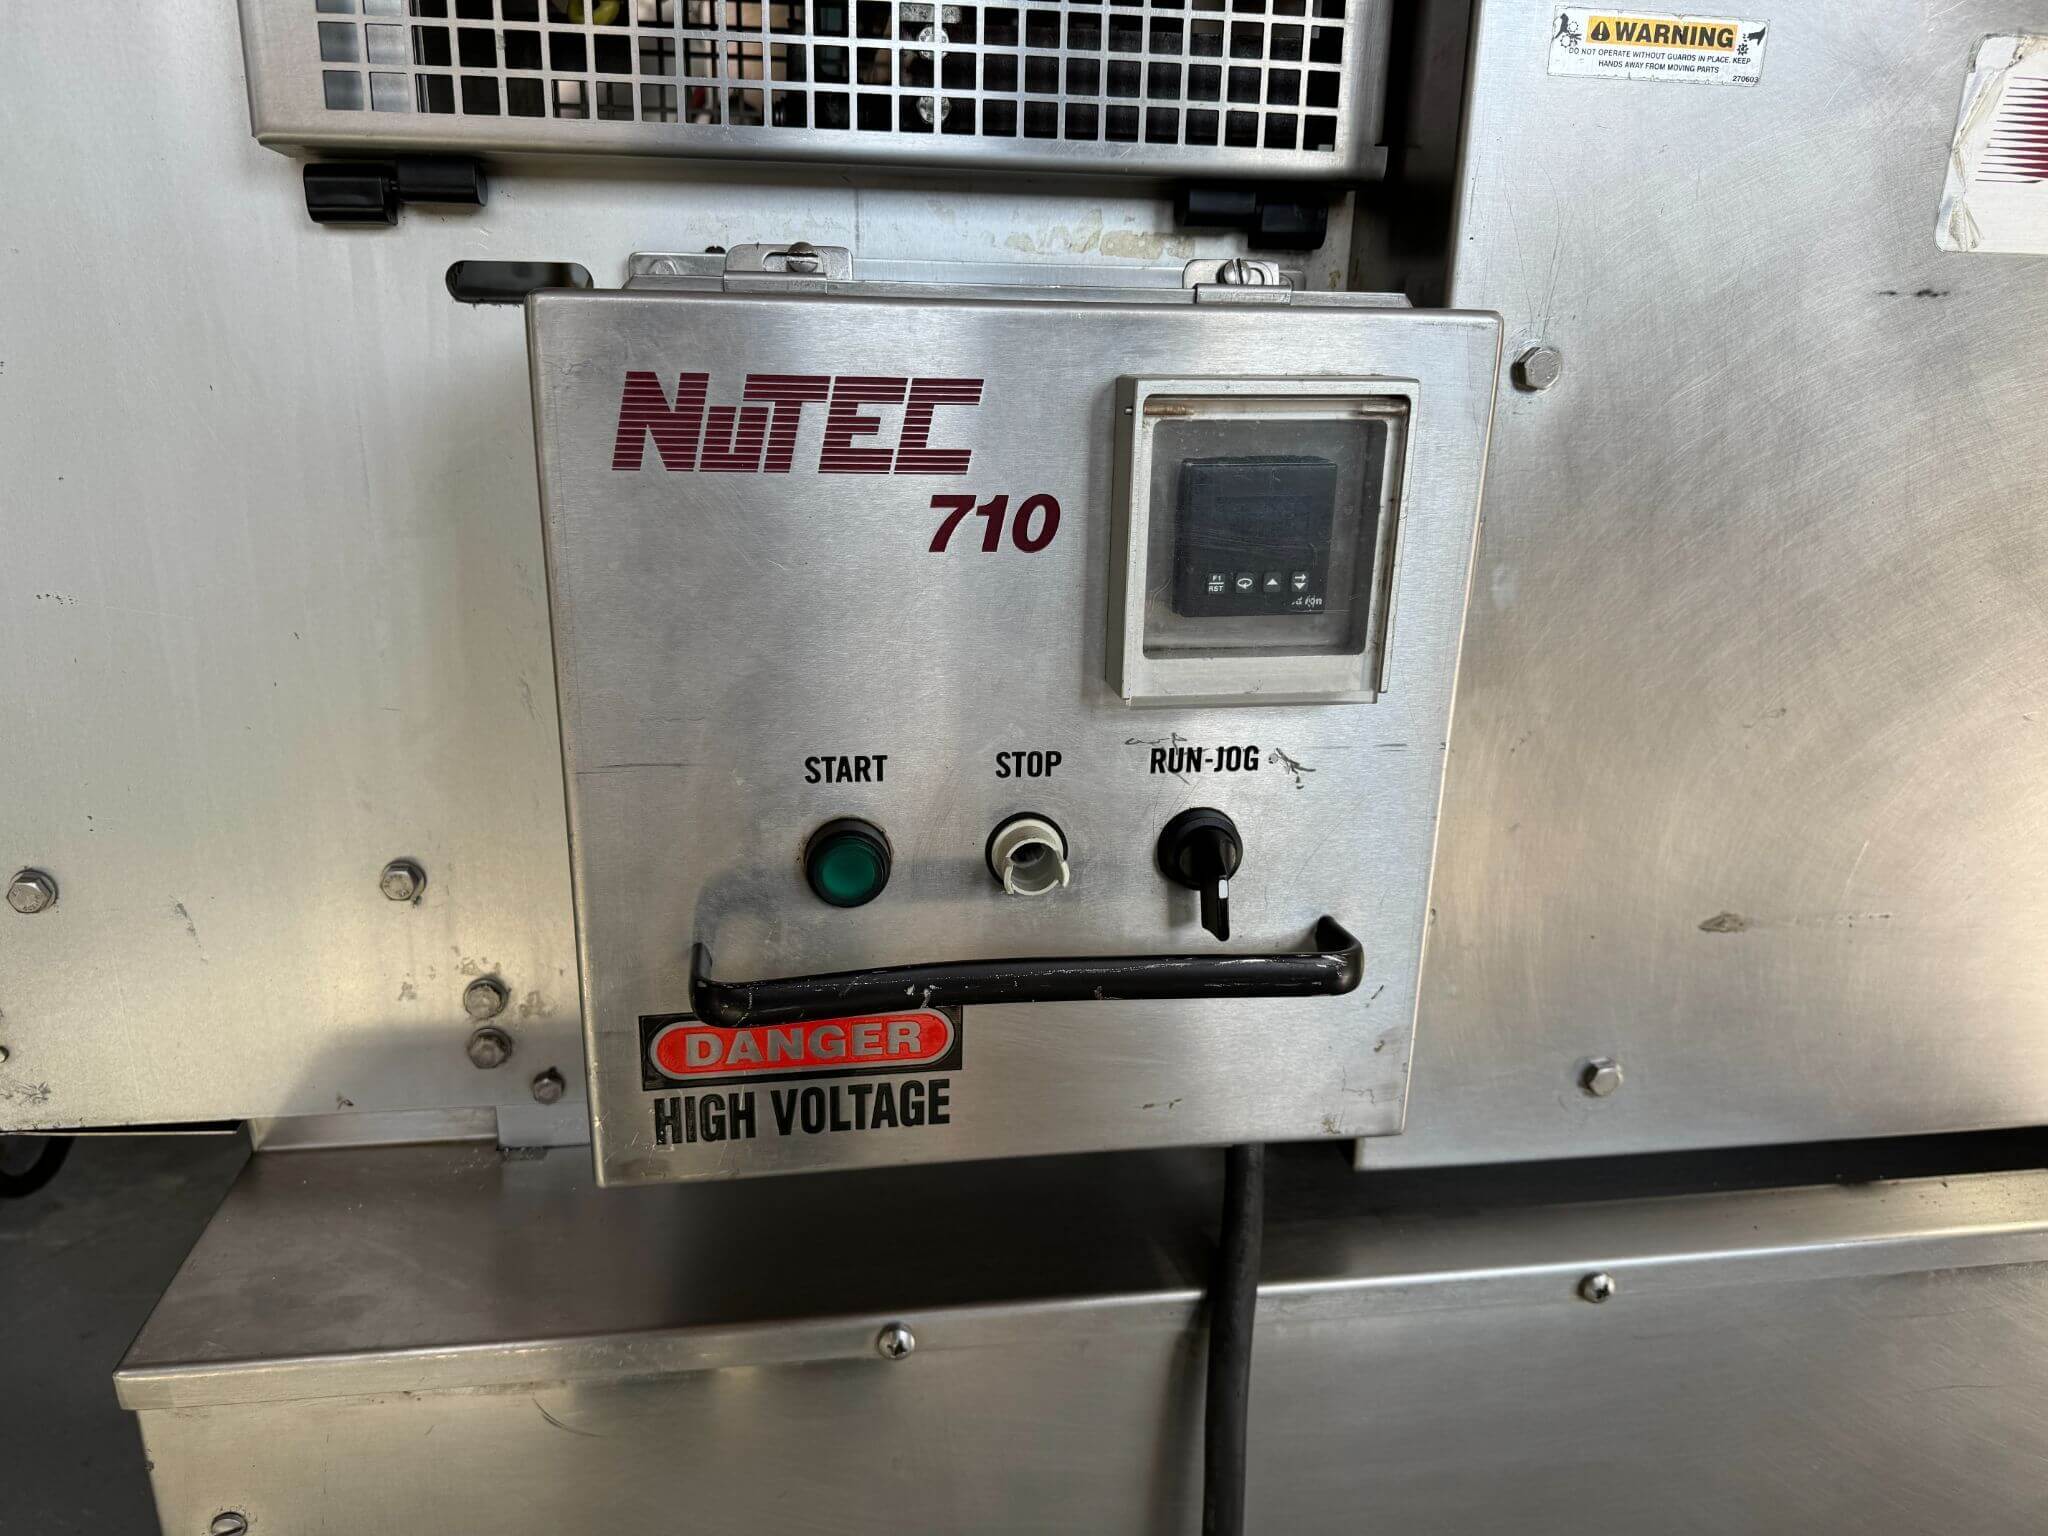 WARNING
DO NOT OPERATE WITHOUT GUARDS IN PLACE. KEEP
HANDS AWAY FROM MOVING PARTS
270603
NUTEC
710
F1
RST
START
STOP
RUN-JOG
DANGER
HIGH VOLTAGE